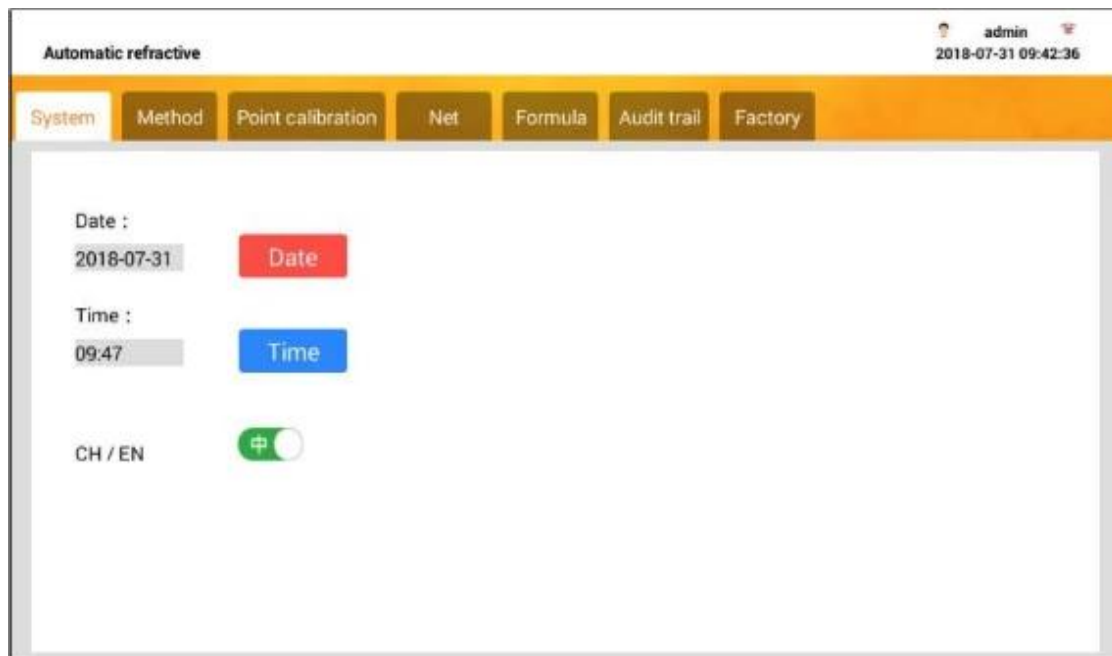 admin
Automatic refractive
2018-07-31 09:42:36
System Method Point calibration Net Formula Audit trail Factory
Date :
2018-07-31 Date
Time :
09:47 Time
CH / EN 中